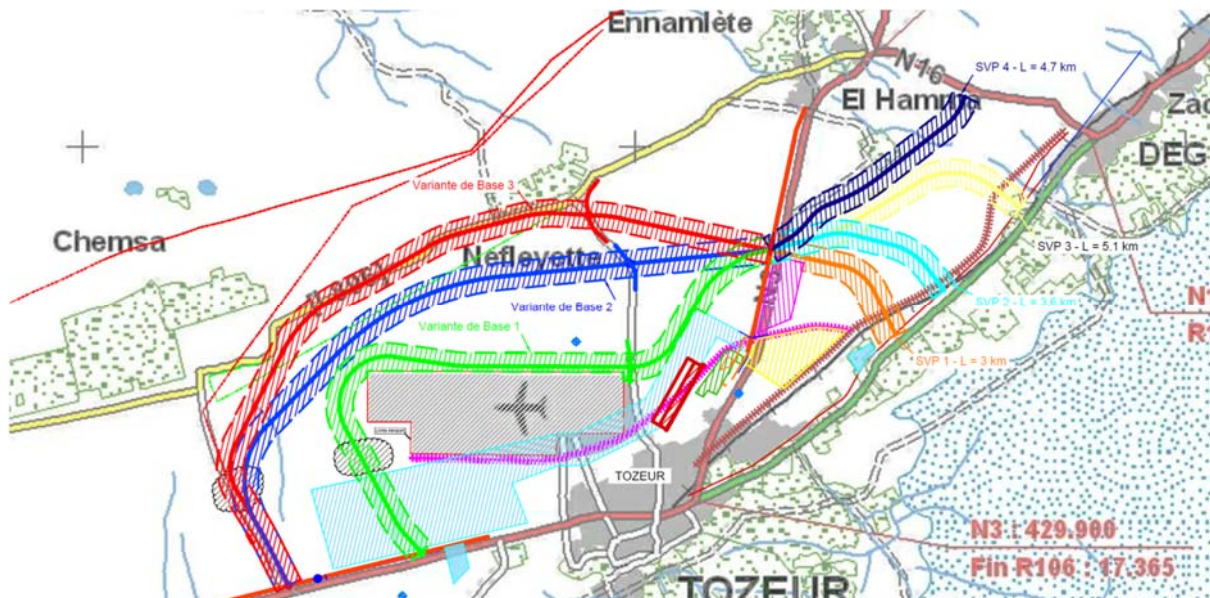 Ennamlète
N16
SVP 4 - L = 4.7 km
El Hamma
DEG
Variante de Base 3
Chemsa
Nefleyette
SVP 3 - L = 5.1 km
Variante de Base 2
SVP 2 - L = 3.6 km
Variante de Base 1
SVP 1 - L = 3 km
TOZEUR
N3 : 429.900
Fin R106 : 17.365
TOZEUR